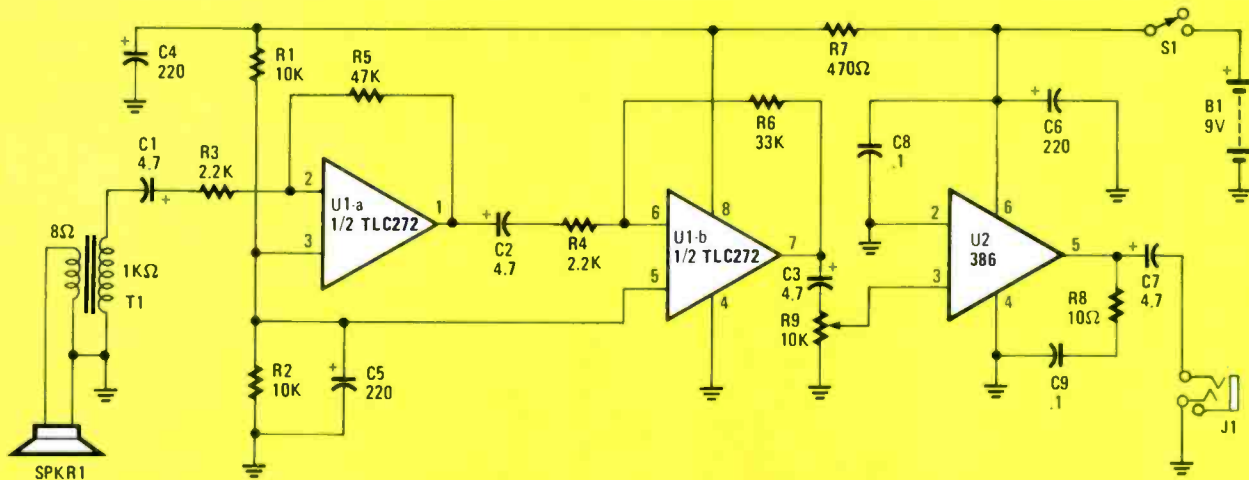 C4
220
R1
10K
R5
47K
R7
470Ω
S1
B1
9V
C1
4.7
R3
2.2K
R6
33K
C8
.1
C6
220
2
3
U1-a
1/2 TLC272
1
C2
4.7
R4
2.2K
6
5
U1-b
1/2 TLC272
8
7
4
C3
4.7
R9
10K
2
3
U2
386
6
5
4
C7
4.7
R8
10Ω
C9
.1
J1
8Ω
1KΩ
T1
R2
10K
C5
220
SPKR1
+
+
+
+
+
+
+
+